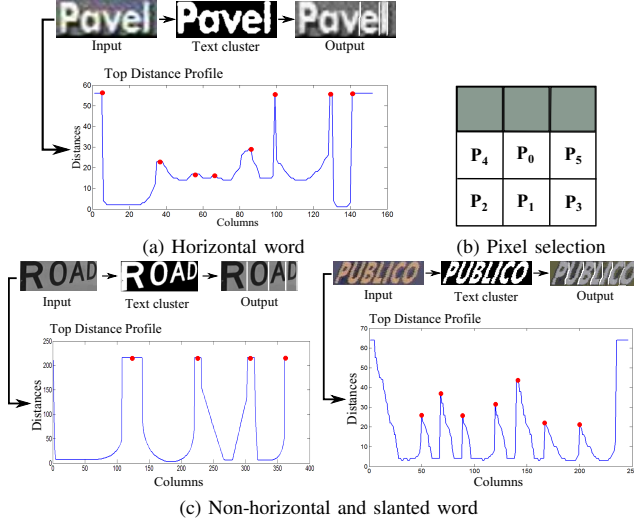 Pavel Pavel Pavel
Input Text cluster Output
Top Distance Profile
60
50
40
30
20
10
0
Distances
0 20 40 60 80 100 120 140 160
Columns
(a) Horizontal word
P4 P0 P5
P2 P1 P3
(b) Pixel selection
ROAD ROAD ROAD
Input Text cluster Output
Top Distance Profile
250
200
150
100
50
0
Distances
0 50 100 150 200 250 300 350 400
Columns
PUBLICO PUBLICO PUBLICO
Input Text cluster Output
Top Distance Profile
70
60
50
40
30
20
10
0
Distances
0 50 100 150 200 250
Columns
(c) Non-horizontal and slanted word